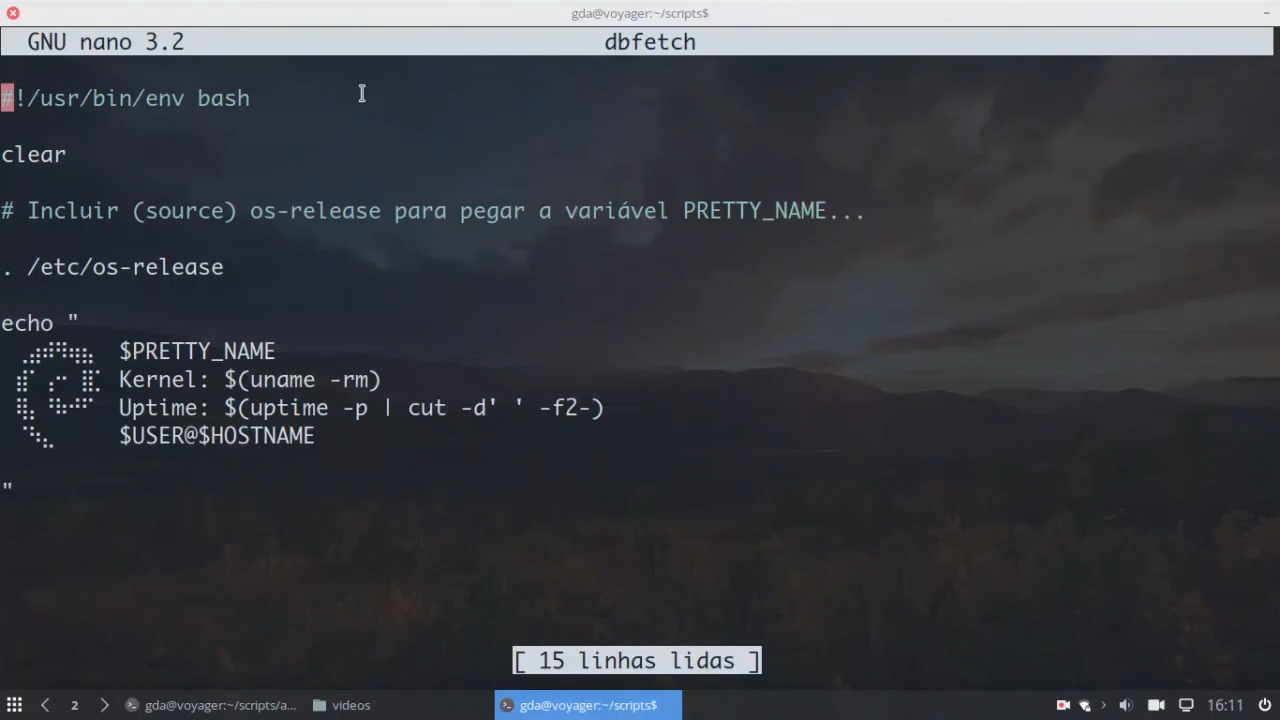 gda@voyager:~/scripts$
GNU nano 3.2 dbfetch
#!/usr/bin/env bash
clear
# Incluir (source) os-release para pegar a variável PRETTY_NAME...
. /etc/os-release
echo "
$PRETTY_NAME
Kernel: $(uname -rm)
Uptime: $(uptime -p | cut -d' ' -f2-)
$USER@$HOSTNAME
"
[ 15 linhas lidas ]
2 gda@voyager:~/scripts/a... videos gda@voyager:~/scripts$ 16:11